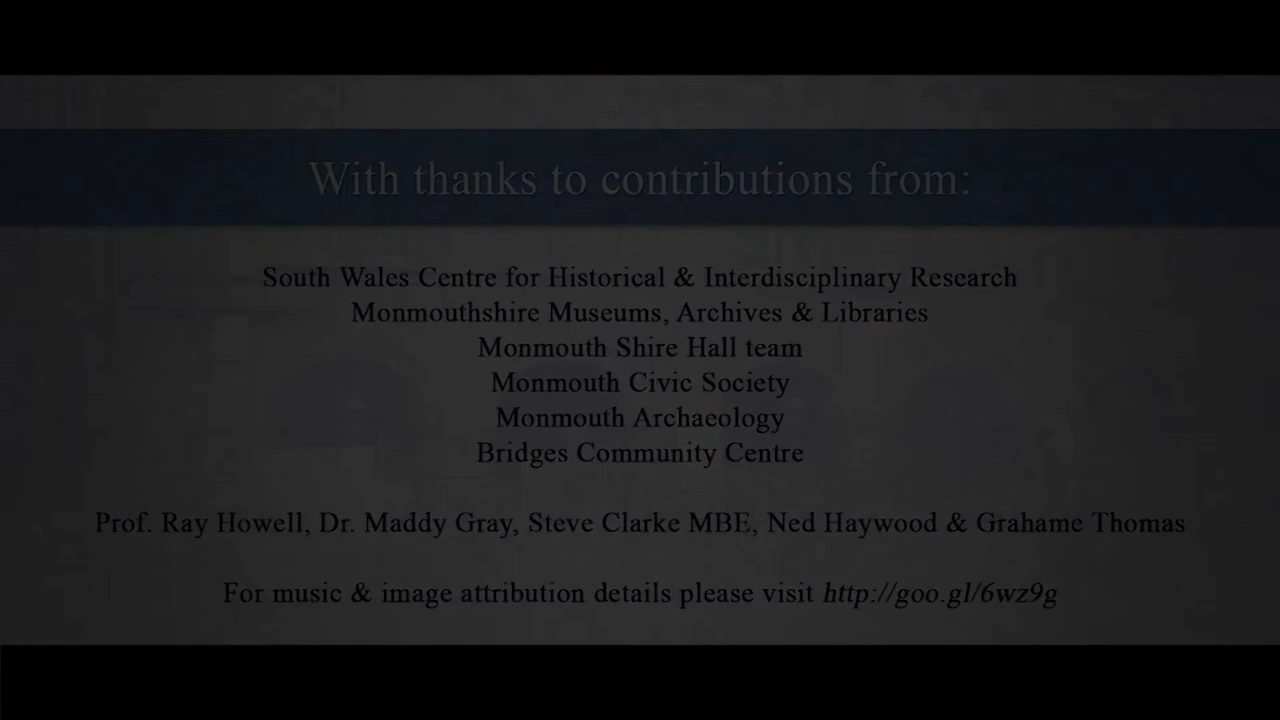 With thanks to contributions from:
South Wales Centre for Historical & Interdisciplinary Research
Monmouthshire Museums, Archives & Libraries
Monmouth Shire Hall team
Monmouth Civic Society
Monmouth Archaeology
Bridges Community Centre
Prof. Ray Howell, Dr. Maddy Gray, Steve Clarke MBE, Ned Haywood & Grahame Thomas
For music & image attribution details please visit http://goo.gl/6wz9g